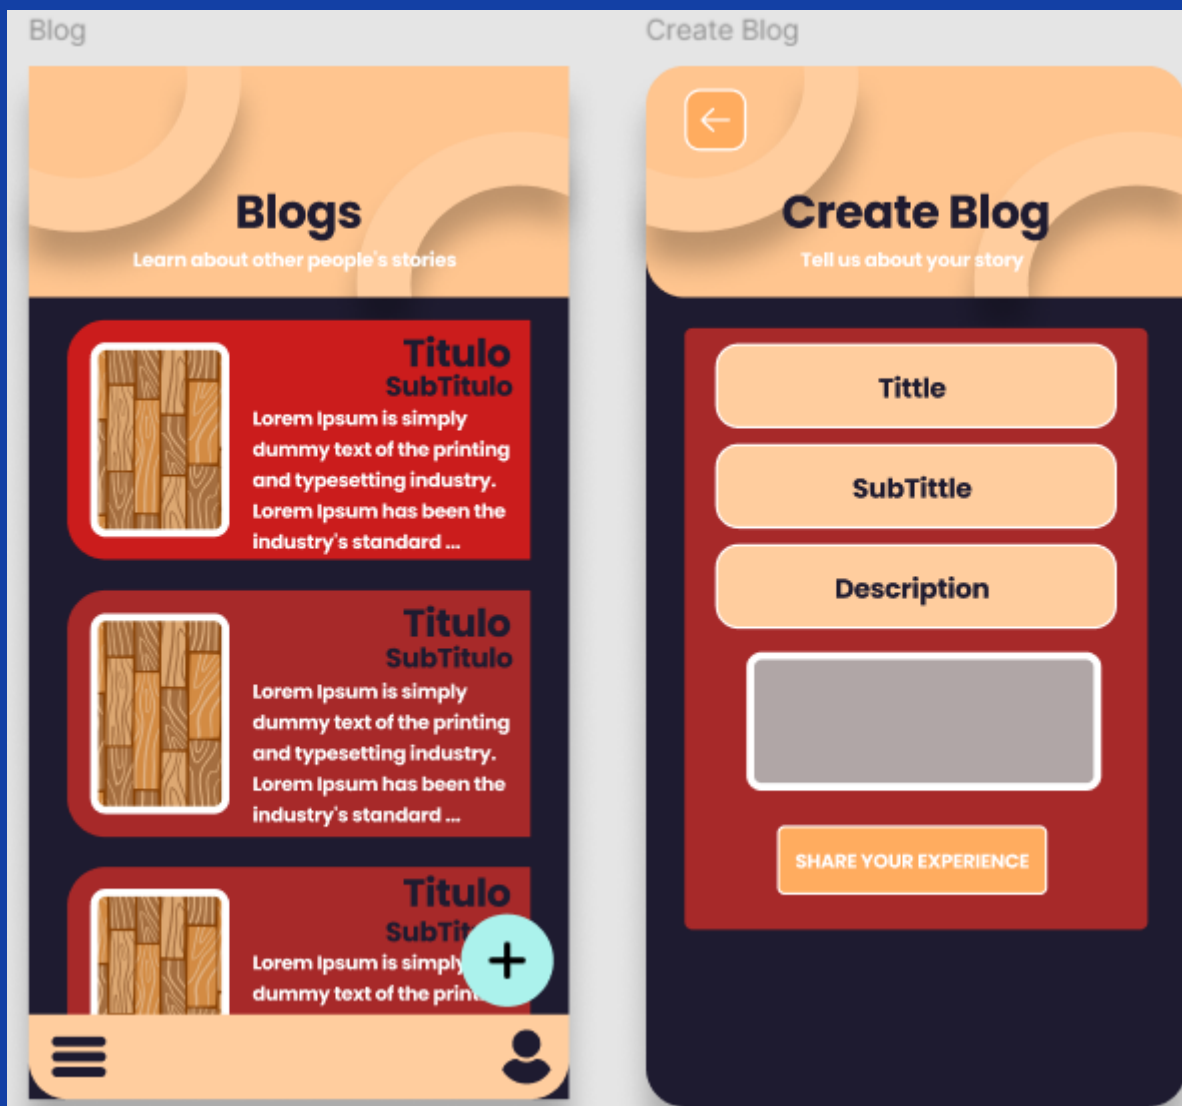 Blog
Blogs
Learn about other people's stories
Titulo
SubTitulo
Lorem Ipsum is simply
dummy text of the printing
and typesetting industry.
Lorem Ipsum has been the
industry's standard ...
Titulo
SubTitulo
Lorem Ipsum is simply
dummy text of the printing
and typesetting industry.
Lorem Ipsum has been the
industry's standard ...
Titulo
SubTit
Lorem Ipsum is simply
dummy text of the print
Create Blog
Create Blog
Tell us about your story
Tittle
SubTittle
Description
SHARE YOUR EXPERIENCE